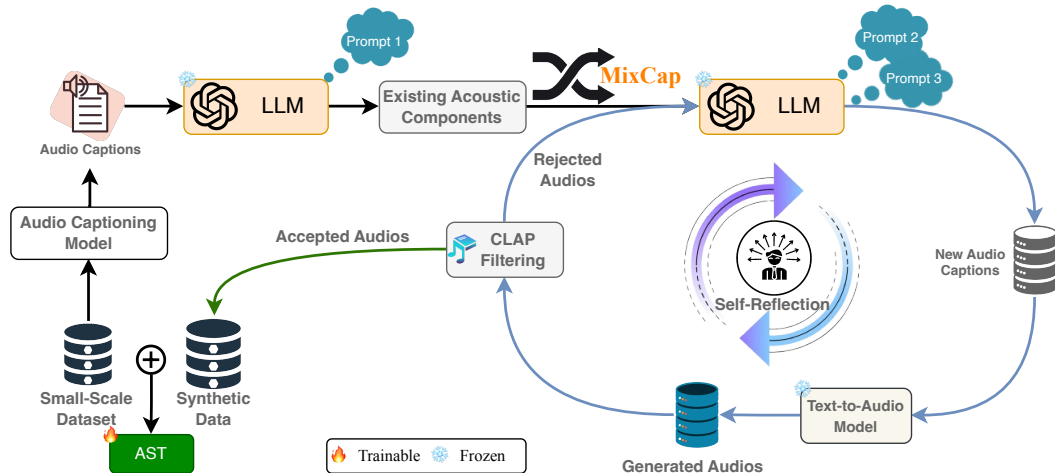 Prompt 1
LLM
Audio Captions
Existing Acoustic
Components
MixCap
Prompt 2
Prompt 3
LLM
Rejected
Audios
Audio Captioning
Model
Accepted Audios
CLAP
Filtering
Self-Reflection
New Audio
Captions
Small-Scale
Dataset
Synthetic
Data
Text-to-Audio
Model
AST
Trainable
Frozen
Generated Audios